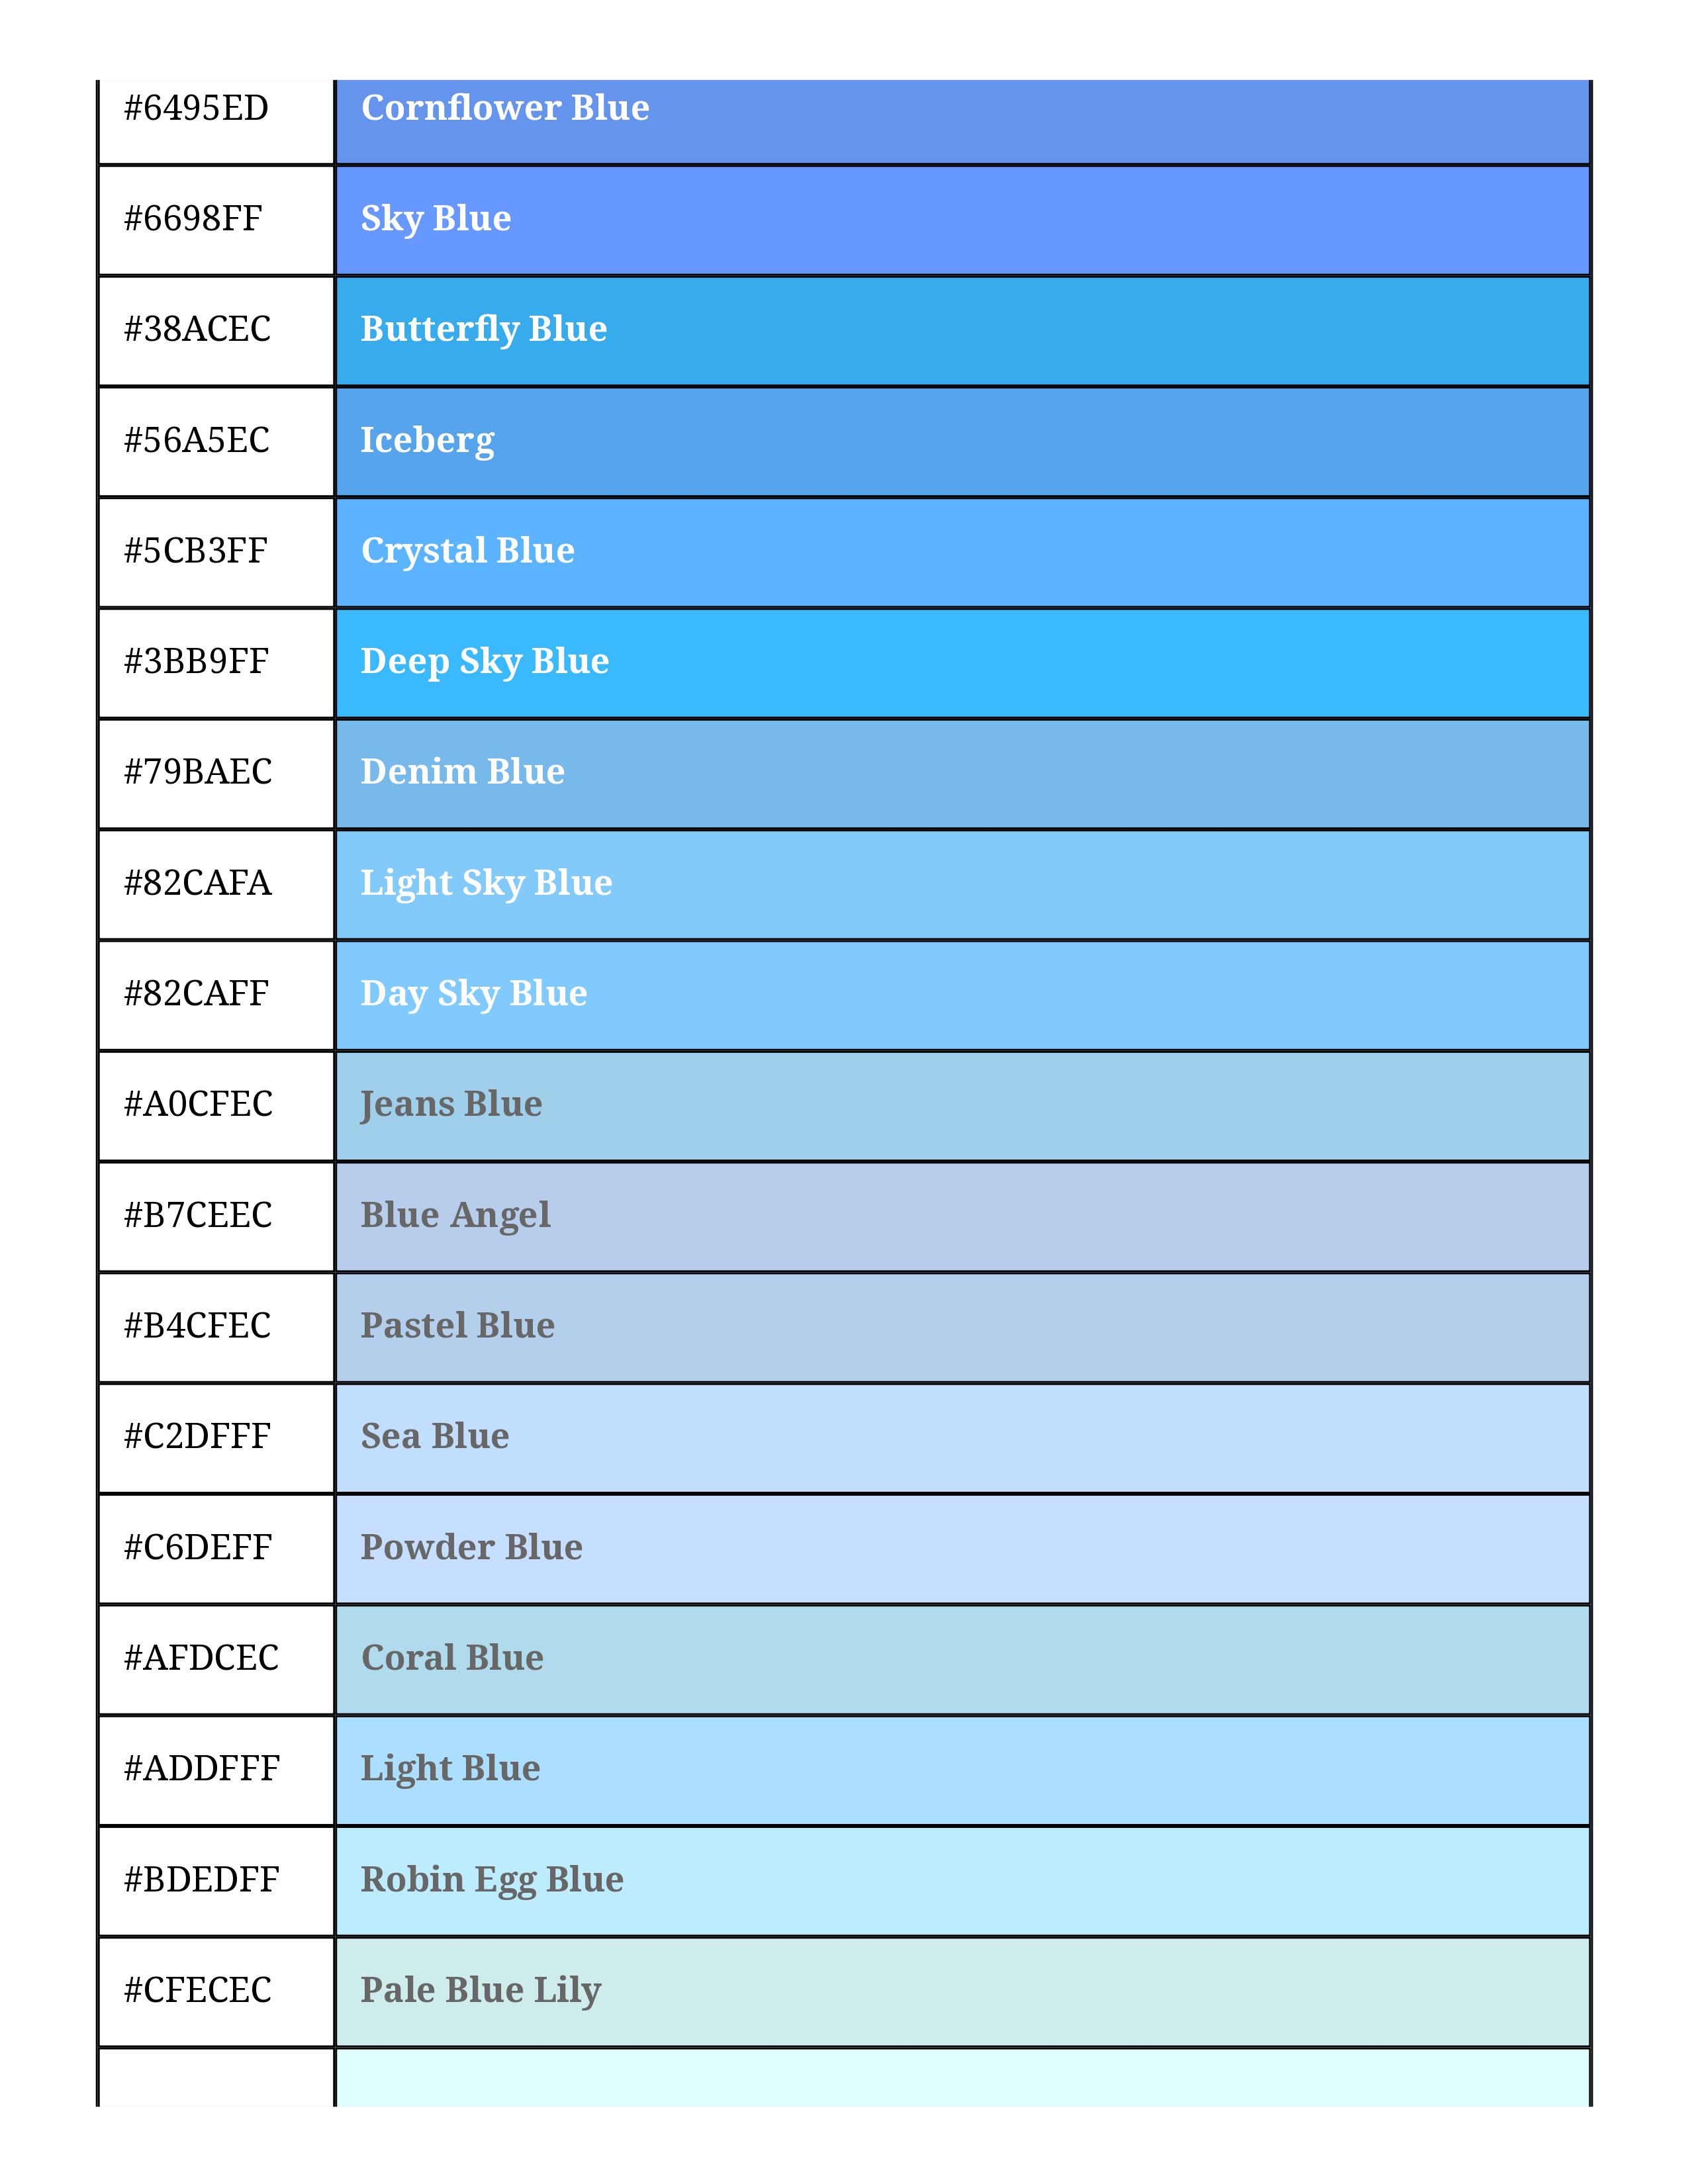 #6495ED Cornflower Blue
#6698FF Sky Blue
#38ACEC Butterfly Blue
#56A5EC Iceberg
#5CB3FF Crystal Blue
#3BB9FF Deep Sky Blue
#79BAEC Denim Blue
#82CAFA Light Sky Blue
#82CAFF Day Sky Blue
#A0CFEC Jeans Blue
#B7CEEC Blue Angel
#B4CFEC Pastel Blue
#C2DFFF Sea Blue
#C6DEFF Powder Blue
#AFDCEC Coral Blue
#ADDFFF Light Blue
#BDEDFF Robin Egg Blue
#CFECEC Pale Blue Lily